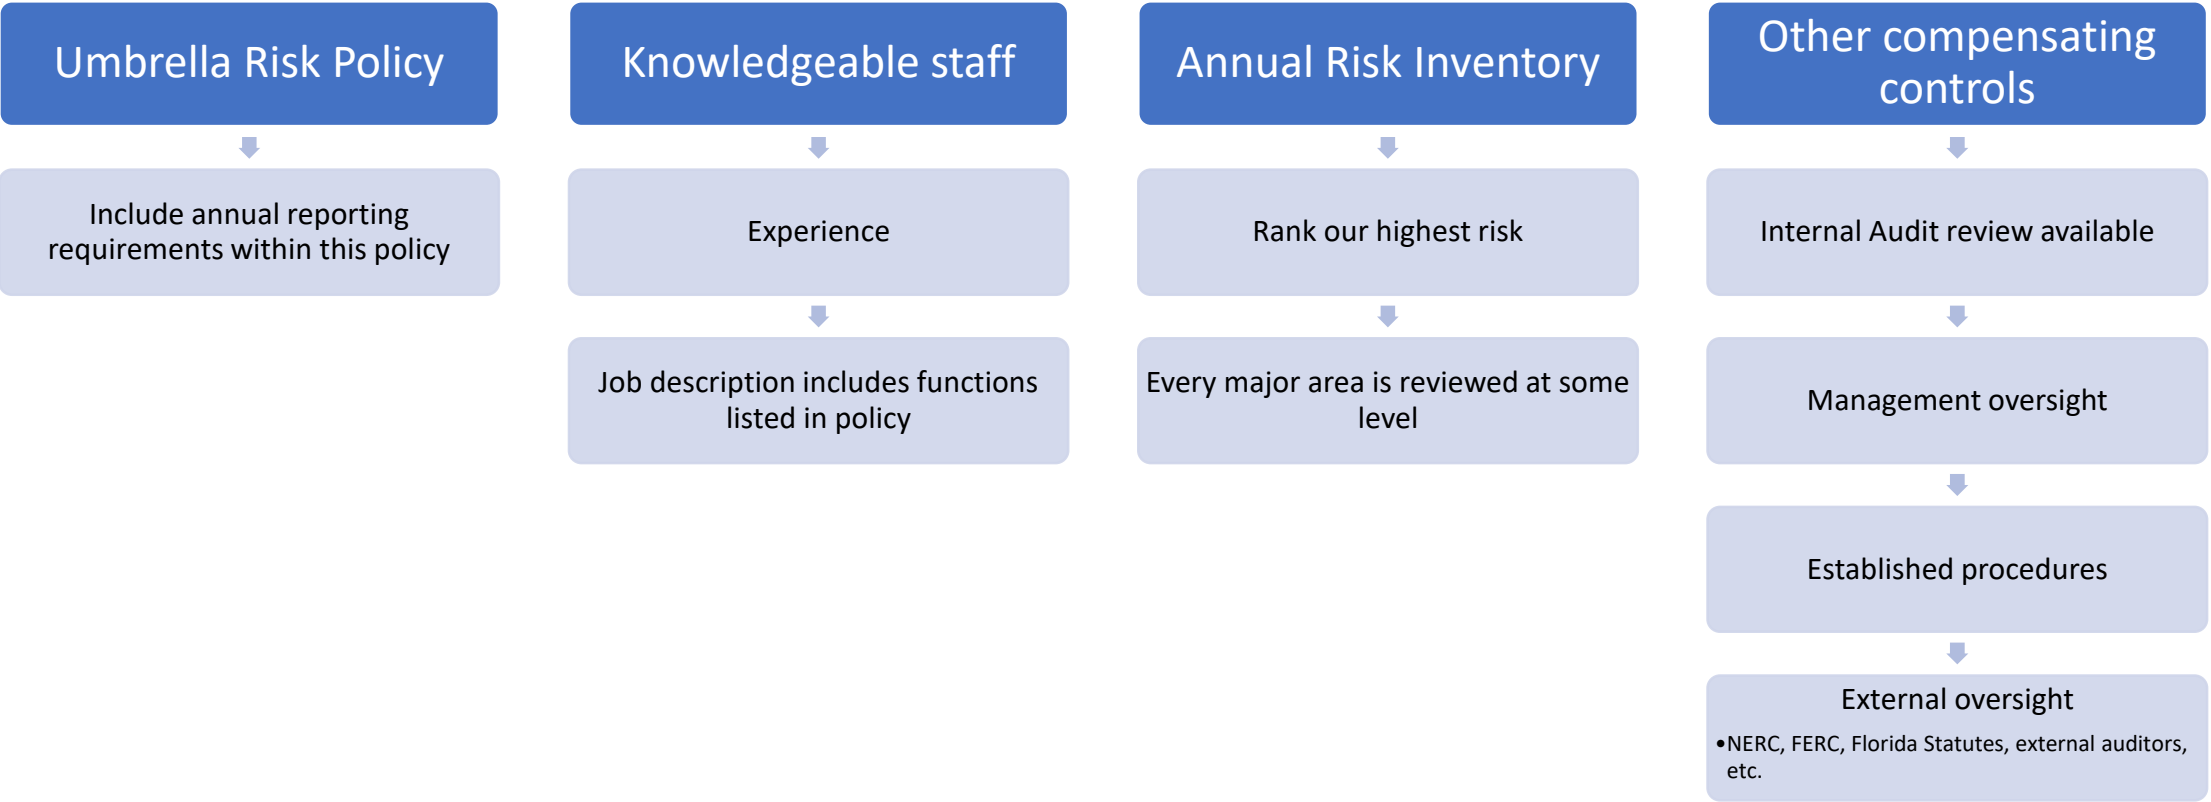 Umbrella Risk Policy
Include annual reporting
requirements within this policy
Knowledgeable staff
Experience
Job description includes functions
listed in policy
Annual Risk Inventory
Rank our highest risk
Every major area is reviewed at some
level
Other compensating
controls
Internal Audit review available
Management oversight
Established procedures
External oversight
•NERC, FERC, Florida Statutes, external auditors,
etc.